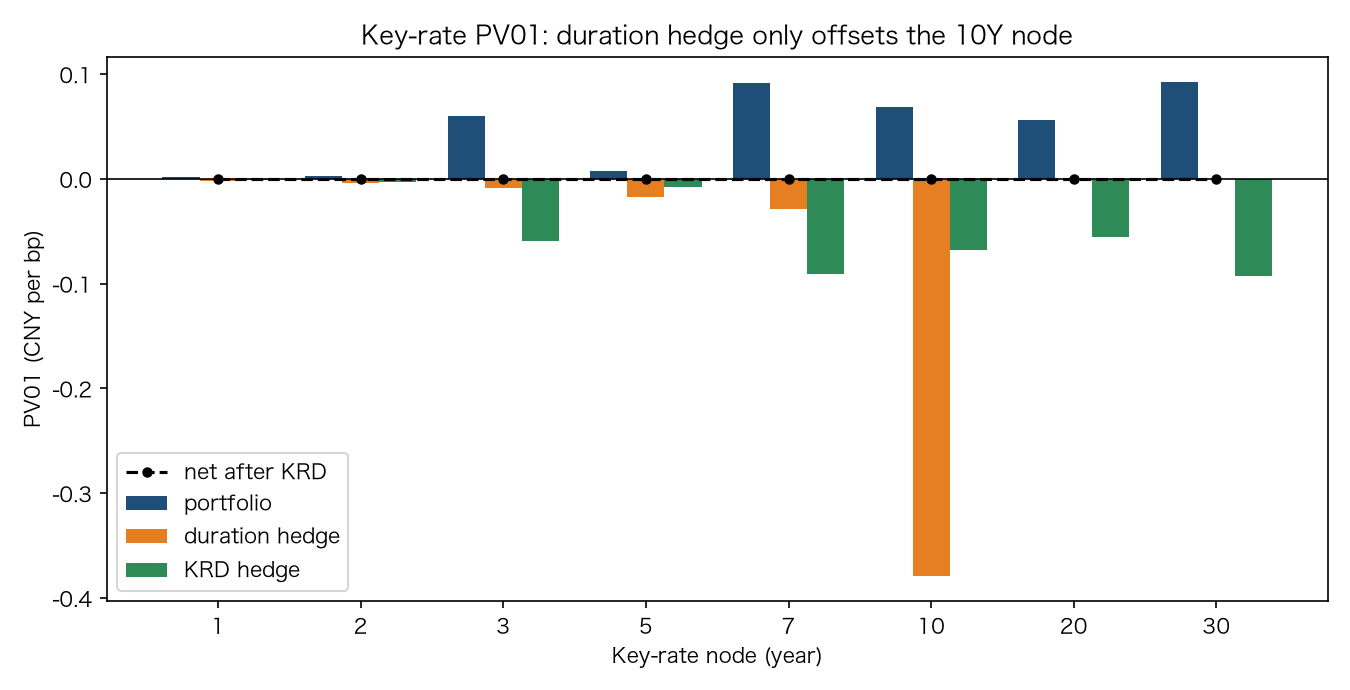 Key-rate PV01: duration hedge only offsets the 10Y node
PV01 (CNY per bp)
0.1
0.0
-0.1
-0.2
-0.3
-0.4
net after KRD
portfolio
duration hedge
KRD hedge
1 2 3 5 7 10 20 30
Key-rate node (year)